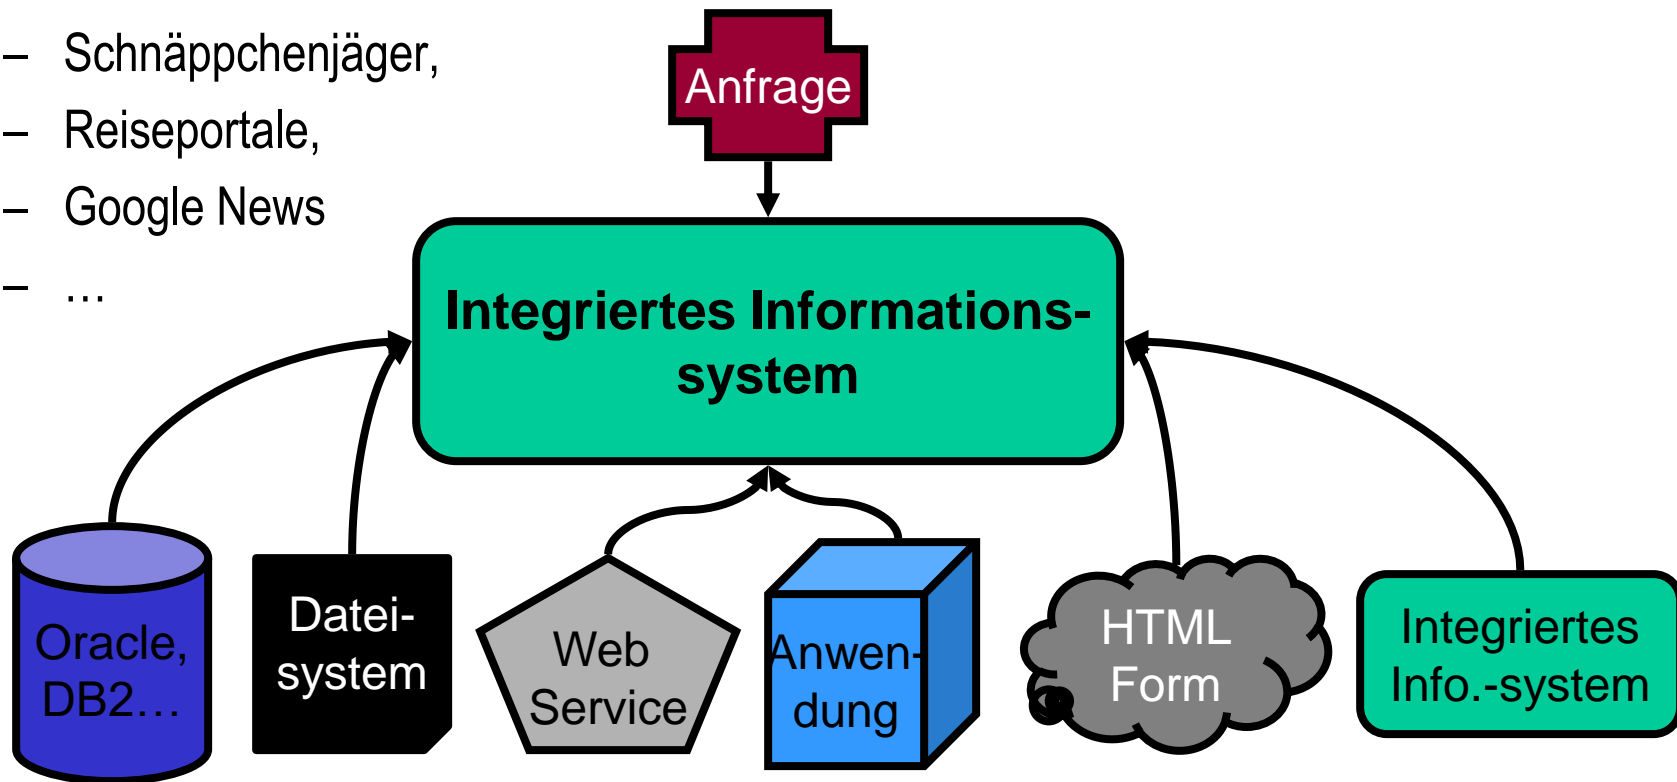 – Schnäppchenjäger,
– Reiseportale,
– Google News
– …
Anfrage
Integriertes Informations-
system
Oracle,
DB2…
Datei-
system
Web
Service
Anwen-
dung
HTML
Form
Integriertes
Info.-system